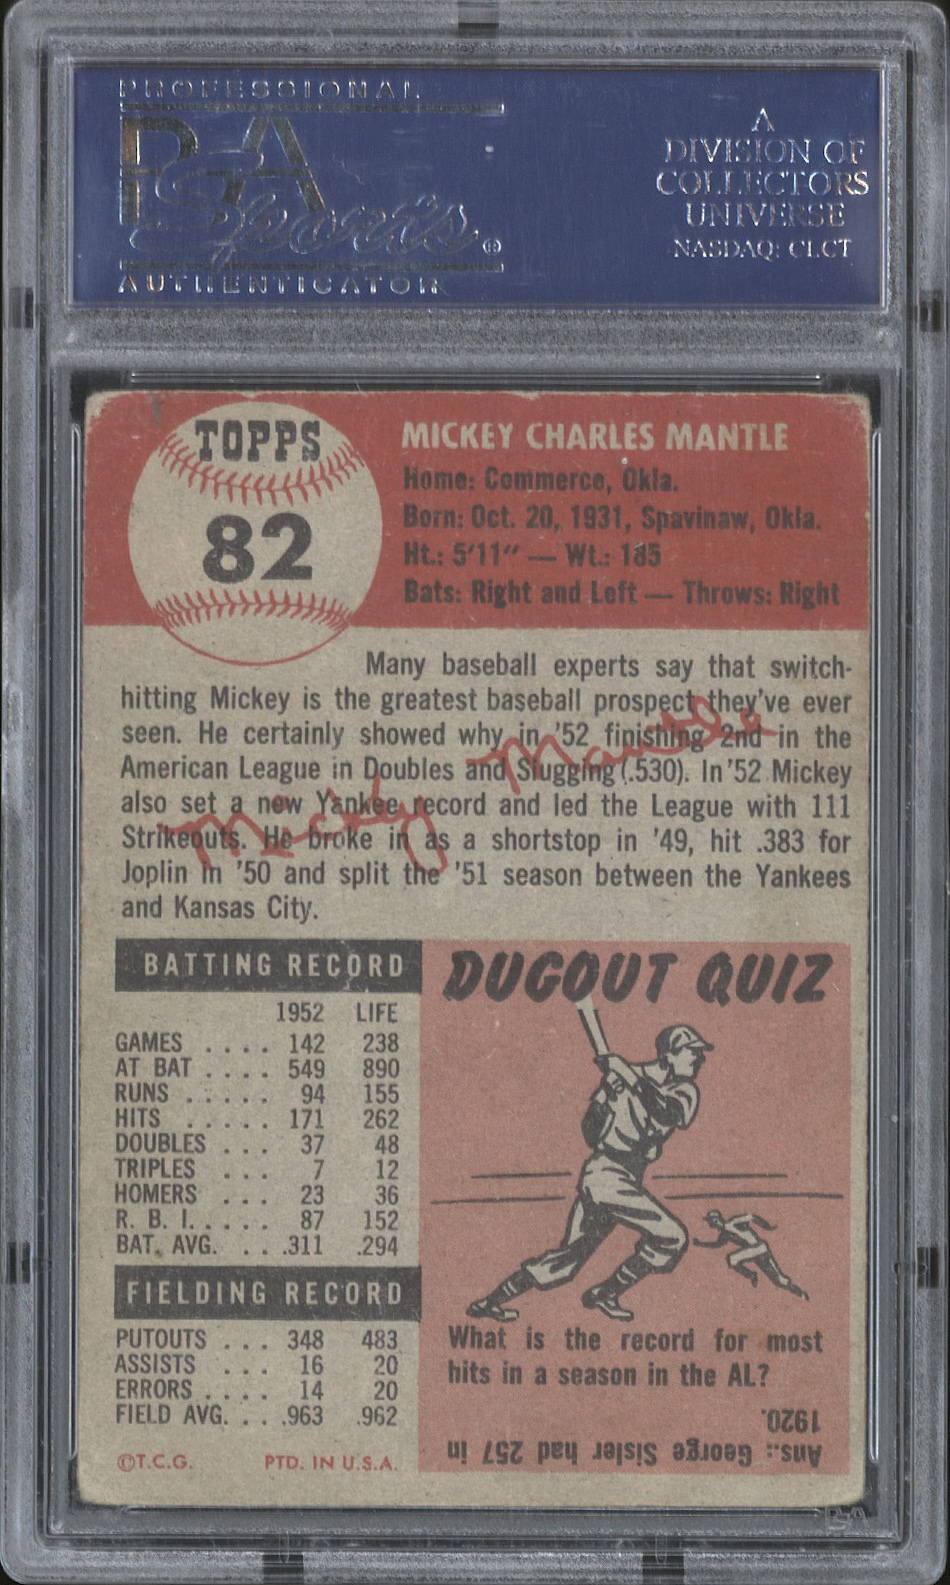 PROFESSIONAL
PSA
Sports®
AUTHENTICATOR
A
DIVISION OF
COLLECTORS
UNIVERSE
NASDAQ: CLCT
TOPPS
82
MICKEY CHARLES MANTLE
Home: Commerce, Okla.
Born: Oct. 20, 1931, Spavinaw, Okla.
Ht.: 5'11" — Wt.: 185
Bats: Right and Left — Throws: Right
Many baseball experts say that switch-
hitting Mickey is the greatest baseball prospect they've ever
seen. He certainly showed why in '52 finishing 2nd in the
American League in Doubles and Slugging (.530). In '52 Mickey
also set a new Yankee record and led the League with 111
Strikeouts. He broke in as a shortstop in '49, hit .383 for
Joplin in '50 and split the '51 season between the Yankees
and Kansas City.
Mickey Mantle
BATTING RECORD
1952 LIFE
GAMES . . . . 142 238
AT BAT . . . . 549 890
RUNS . . . . . 94 155
HITS . . . . . 171 262
DOUBLES . . . 37 48
TRIPLES . . . 7 12
HOMERS . . . 23 36
R. B. I. . . . . 87 152
BAT. AVG. . . .311 .294
FIELDING RECORD
PUTOUTS . . . 348 483
ASSISTS . . . 16 20
ERRORS . . . . 14 20
FIELD AVG. . . .963 .962
©T.C.G. PTD. IN U.S.A.
DUGOUT QUIZ
What is the record for most
hits in a season in the AL?
Ans.: George Sisler had 257 in
1920.
PSA